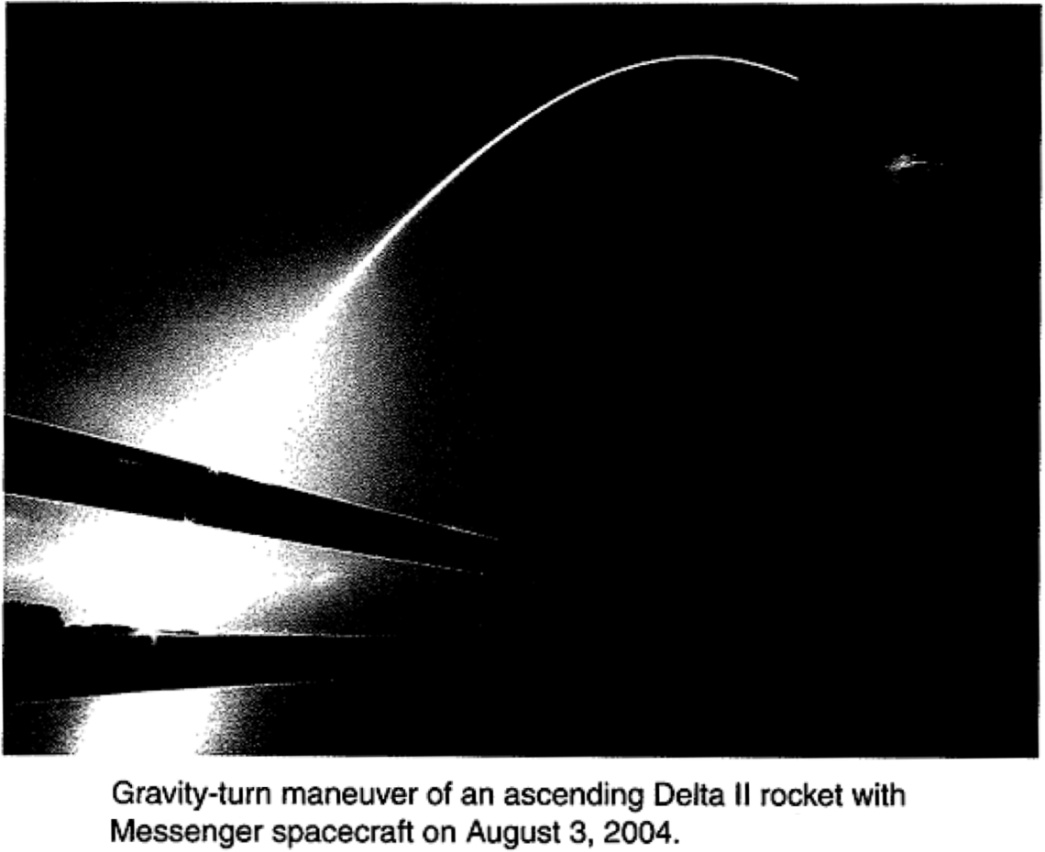 Gravity-turn maneuver of an ascending Delta II rocket with
Messenger spacecraft on August 3, 2004.